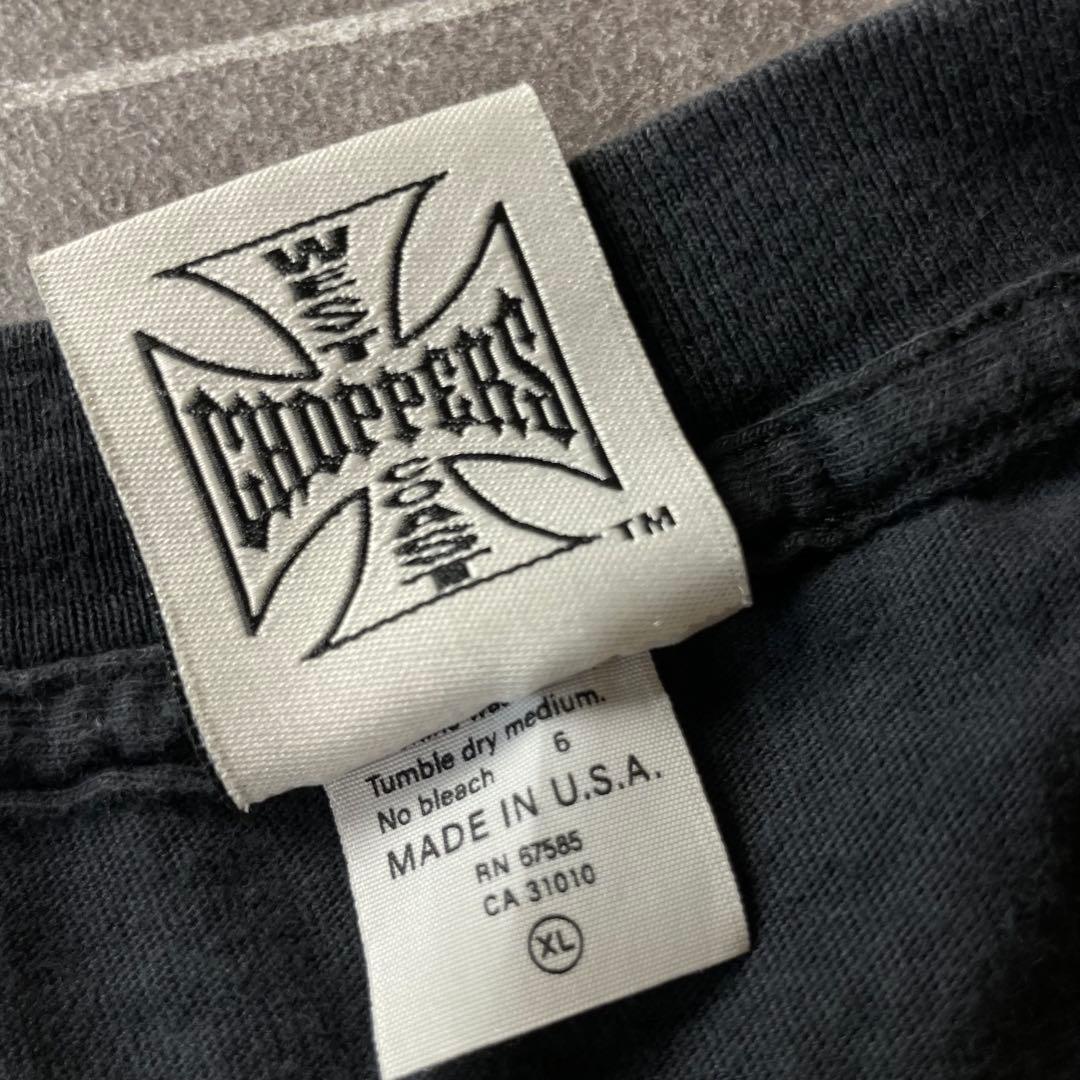 WEST
CHOPPERS
COAST
TM
Tumble dry medium.
No bleach 6
MADE IN U.S.A.
RN 67585
CA 31010
XL